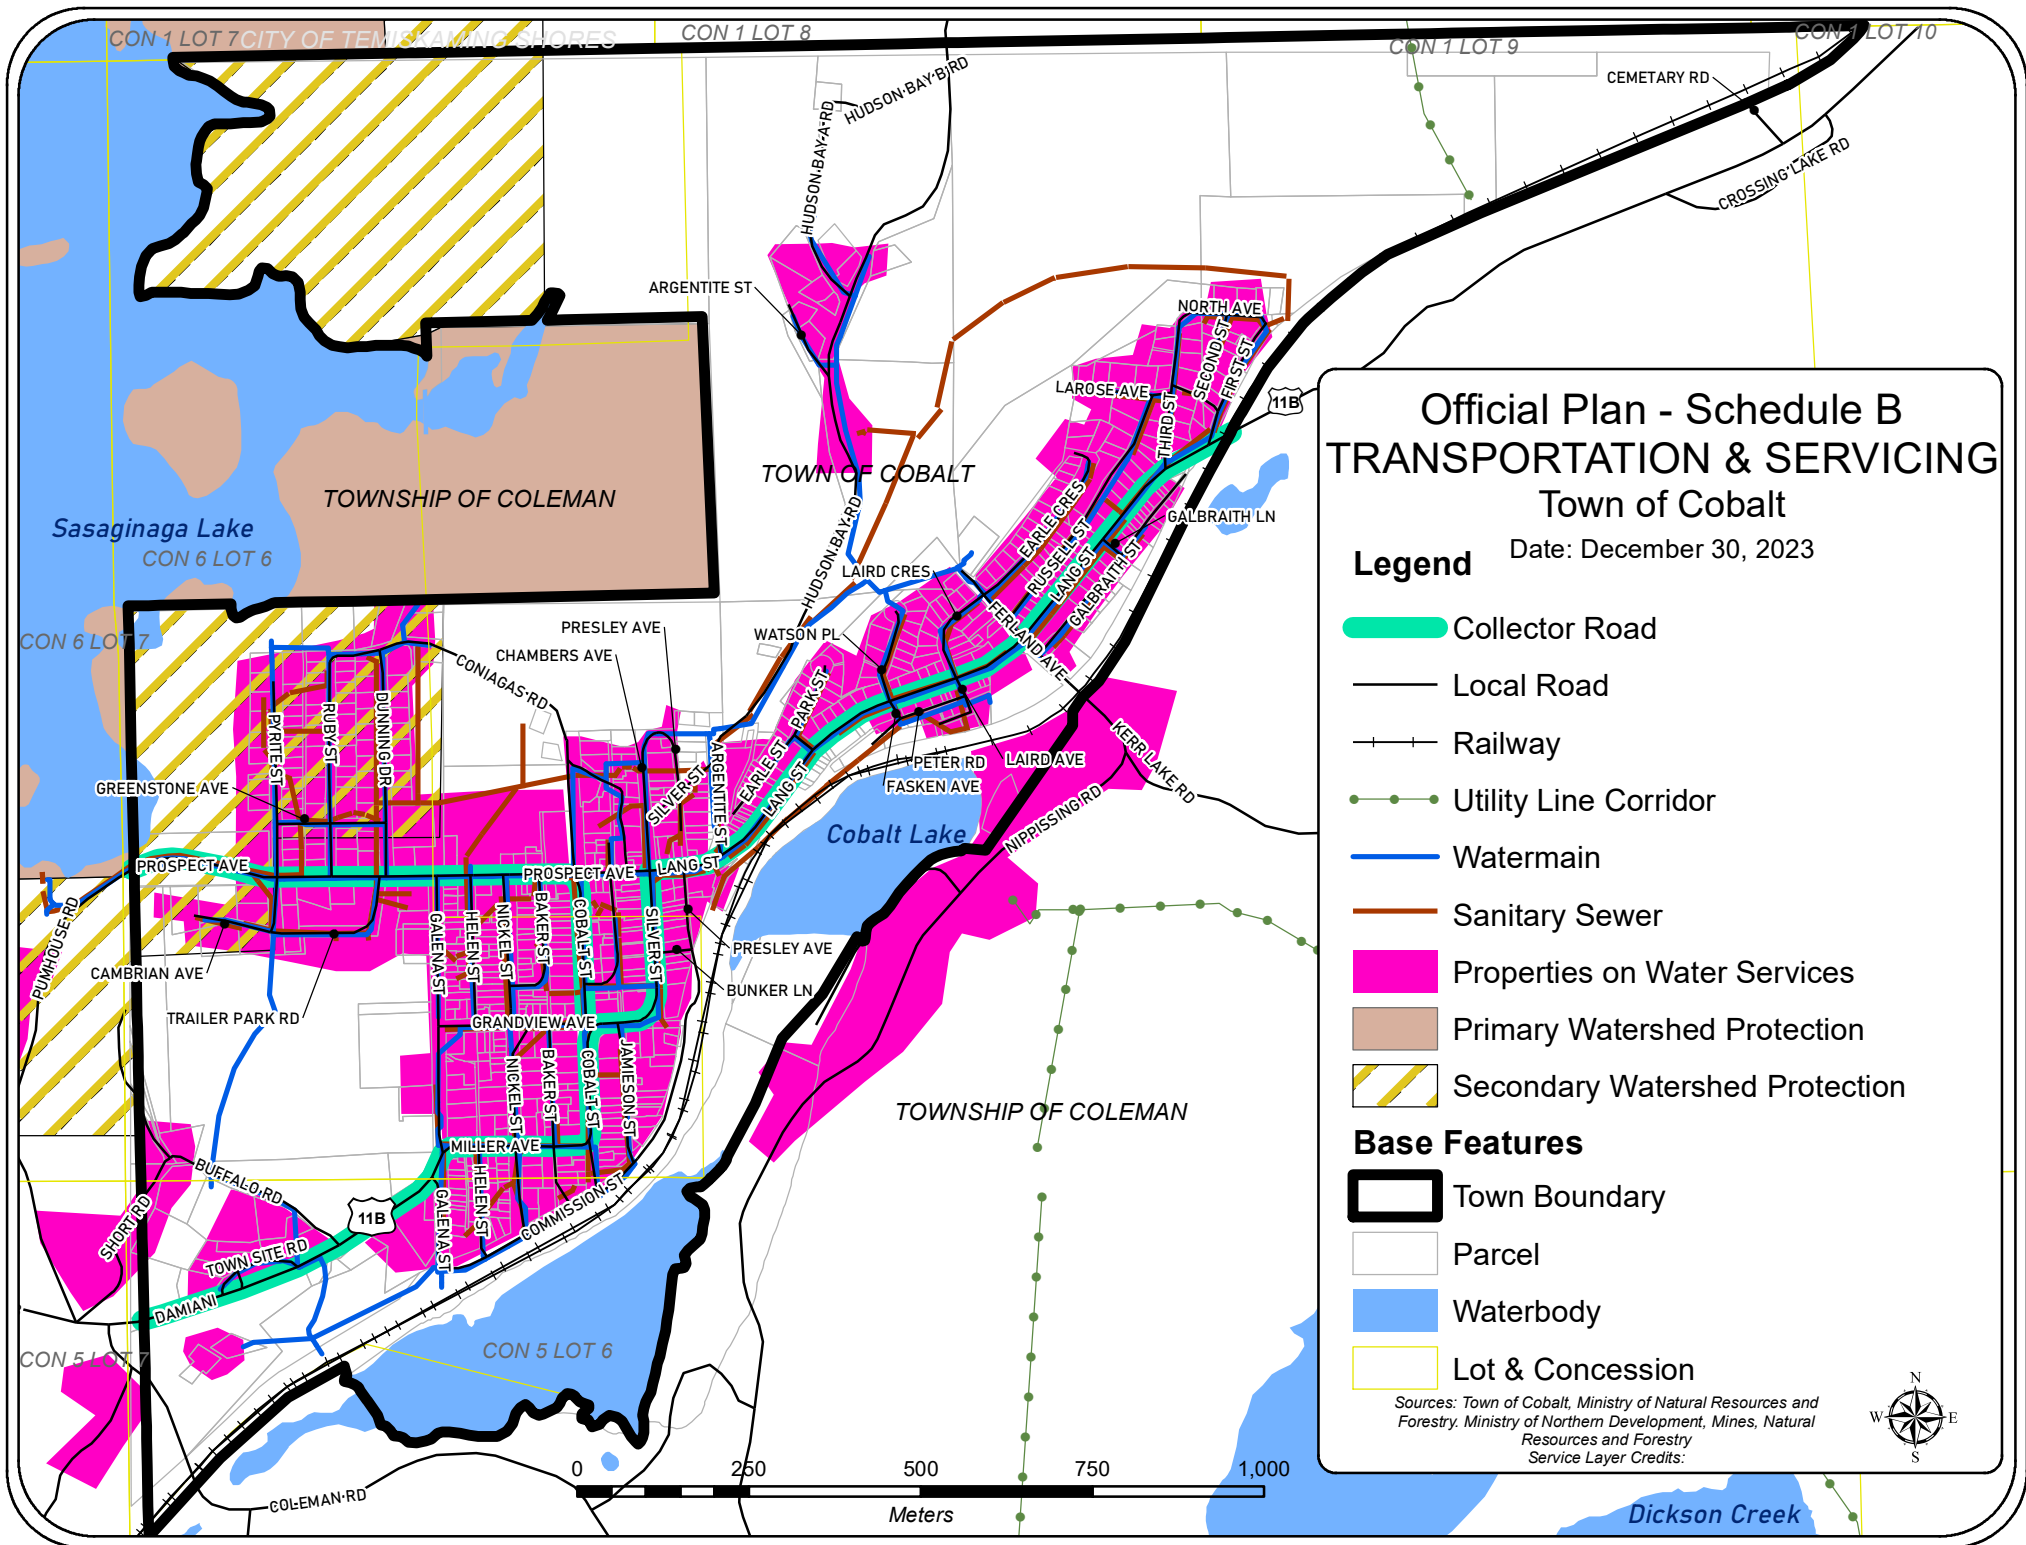 CON 1 LOT 7
CITY OF TEMISKAMING SHORES
CON 1 LOT 8
CON 1 LOT 9
CON 1 LOT 10
CEMETARY RD
HUDSON BAY B RD
HUDSON BAY A RD
CROSSING LAKE RD
ARGENTITE ST
NORTH AVE
SECOND ST
FIRST ST
LAROSE AVE
THIRD ST
11B
TOWN OF COBALT
TOWNSHIP OF COLEMAN
Sasaginaga Lake
CON 6 LOT 6
CON 6 LOT 7
HUDSON BAY RD
EARLE CRES
RUSSELL ST
LANG ST
GALBRAITH ST
GALBRAITH LN
LAIRD CRES
FERLAND AVE
WATSON PL
PRESLEY AVE
CHAMBERS AVE
CONIAGAS RD
PARK ST
EARLE ST
LANG ST
SILVER ST
ARGENTITE ST
PYRITE ST
RUBY ST
DUNNING DR
GREENSTONE AVE
PETER RD
LAIRD AVE
FASKEN AVE
KERR LAKE RD
NIPPISSING RD
Cobalt Lake
PROSPECT AVE
PROSPECT AVE
LANG ST
PUMHOUSE RD
CAMBRIAN AVE
TRAILER PARK RD
GALENA ST
HELEN ST
NICKEL ST
BAKER ST
COBALT ST
SILVER ST
PRESLEY AVE
BUNKER LN
GRANDVIEW AVE
NICKEL ST
BAKER ST
COBALT ST
JAMIESON ST
TOWNSHIP OF COLEMAN
MILLER AVE
BUFFALO RD
SHORT RD
11B
GALENA ST
HELEN ST
COMMISSION ST
TOWN SITE RD
DAMIANI
CON 5 LOT 7
CON 5 LOT 6
COLEMAN RD
0 250 500 750 1,000
Meters
Dickson Creek
Official Plan - Schedule B
TRANSPORTATION & SERVICING
Town of Cobalt
Date: December 30, 2023
Legend
Collector Road
Local Road
Railway
Utility Line Corridor
Watermain
Sanitary Sewer
Properties on Water Services
Primary Watershed Protection
Secondary Watershed Protection
Base Features
Town Boundary
Parcel
Waterbody
Lot & Concession
Sources: Town of Cobalt, Ministry of Natural Resources and
Forestry. Ministry of Northern Development, Mines, Natural
Resources and Forestry
Service Layer Credits:
N
W E
S